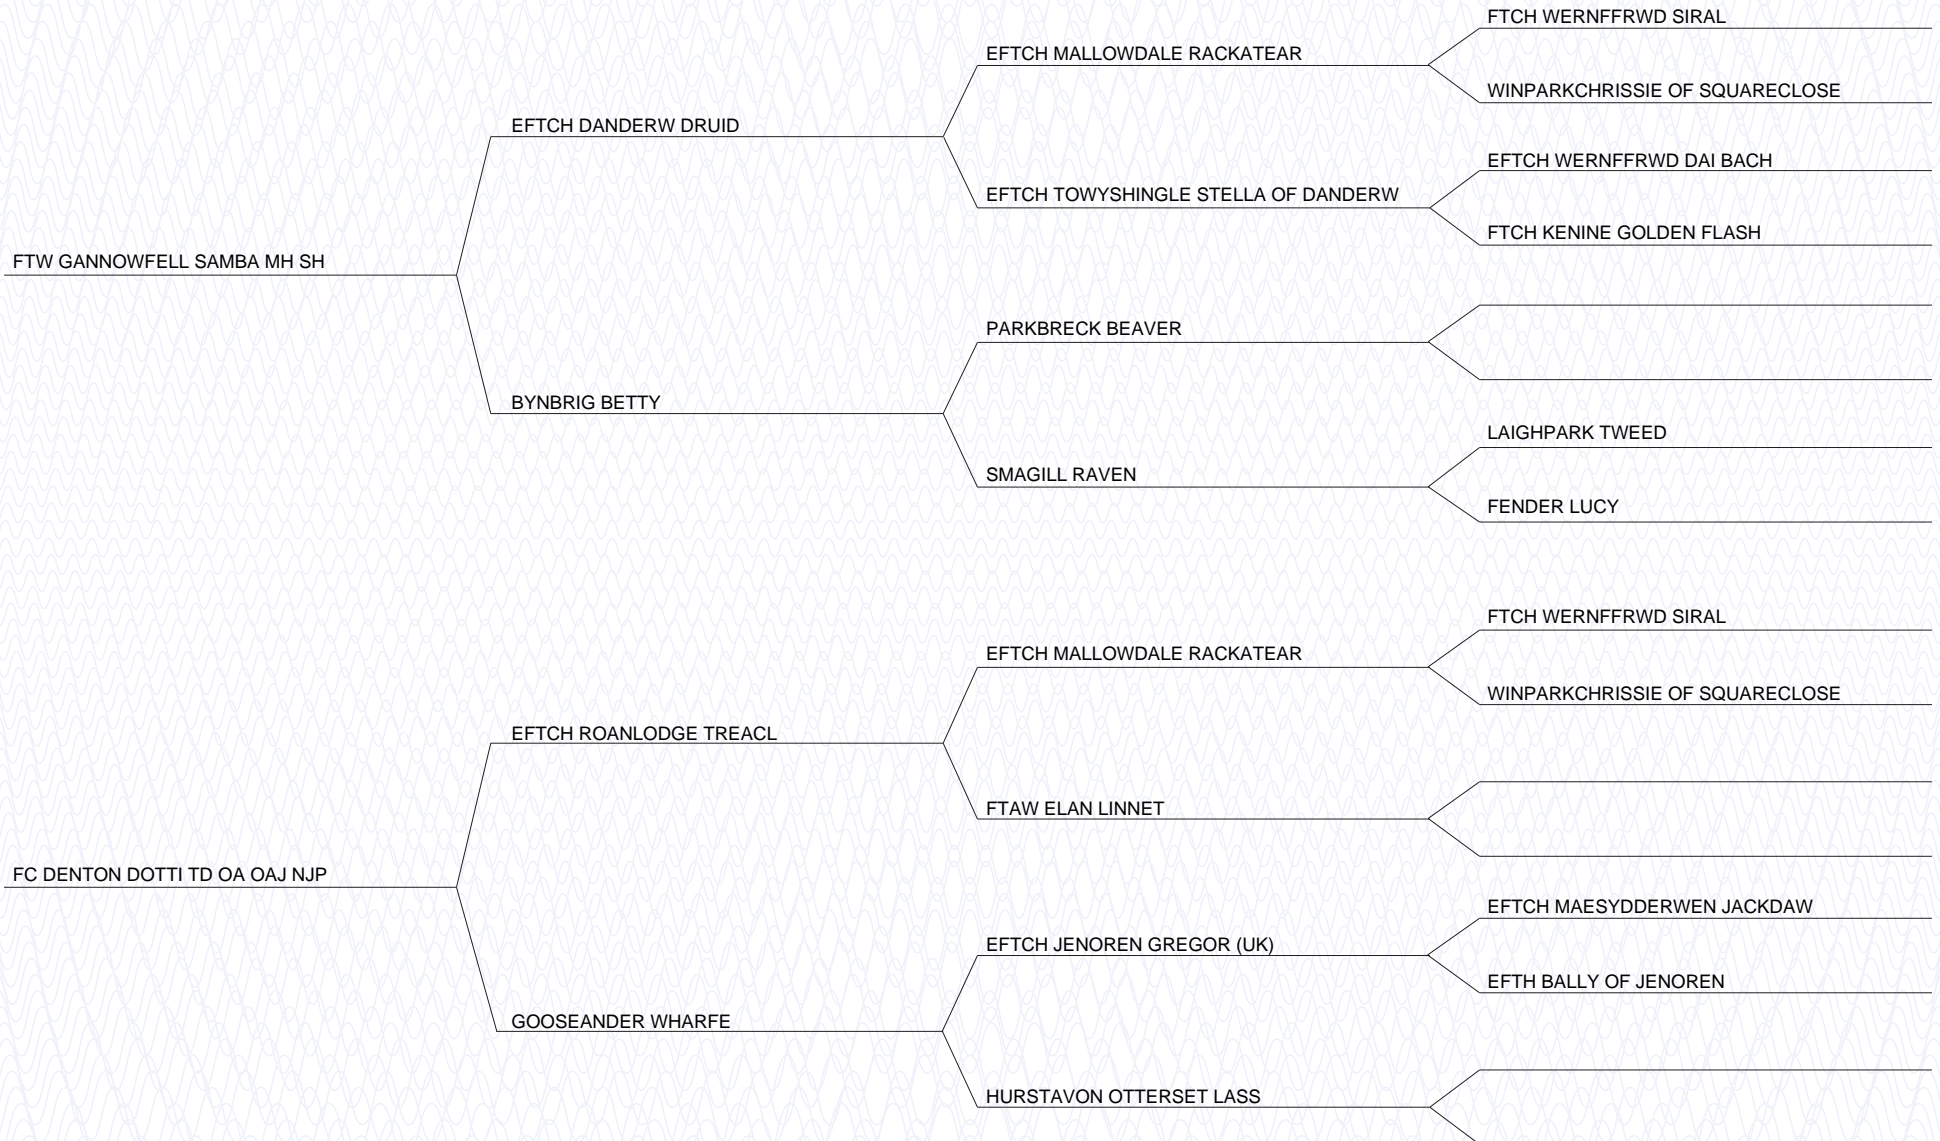 FTCH WERNFFRWD SIRAL
EFTCH MALLOWDALE RACKATEAR
WINPARKCHRISSIE OF SQUARECLOSE
EFTCH DANDERW DRUID
EFTCH WERNFFRWD DAI BACH
EFTCH TOWYSHINGLE STELLA OF DANDERW
FTCH KENINE GOLDEN FLASH
FTW GANNOWFELL SAMBA MH SH
PARKBRECK BEAVER
BYNBRIG BETTY
LAIGHPARK TWEED
SMAGILL RAVEN
FENDER LUCY
FTCH WERNFFRWD SIRAL
EFTCH MALLOWDALE RACKATEAR
WINPARKCHRISSIE OF SQUARECLOSE
EFTCH ROANLODGE TREACL
FTAW ELAN LINNET
FC DENTON DOTTI TD OA OAJ NJP
EFTCH MAESYDDERWEN JACKDAW
EFTCH JENOREN GREGOR (UK)
EFTH BALLY OF JENOREN
GOOSEANDER WHARFE
HURSTAVON OTTERSET LASS